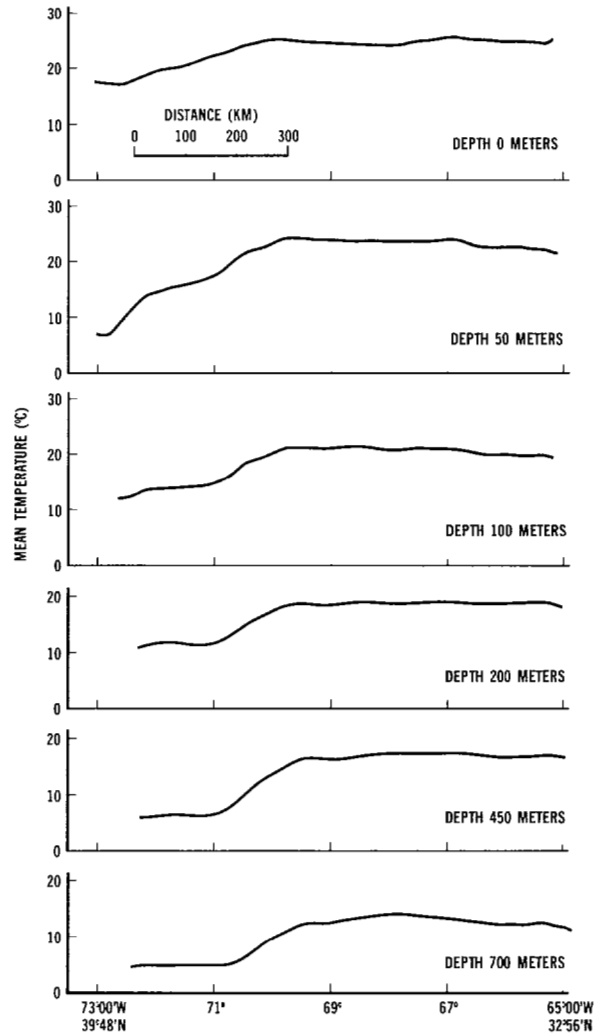 30
20
10
0
DISTANCE (KM)
0 100 200 300
DEPTH 0 METERS
30
20
10
0
DEPTH 50 METERS
MEAN TEMPERATURE (ºC)
30
20
10
0
DEPTH 100 METERS
20
10
0
DEPTH 200 METERS
20
10
0
DEPTH 450 METERS
20
10
0
DEPTH 700 METERS
73°00'W 71° 69° 67° 65°00'W
39°48'N 32°56'N